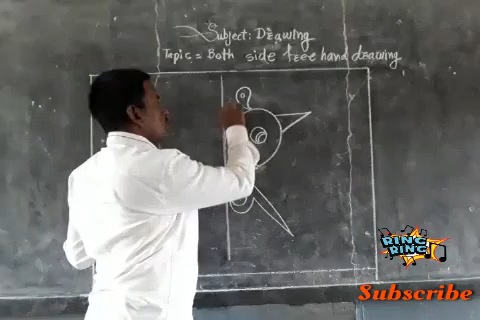 Subject: Drawing
Topic = Both side free hand drawing
RING
RING
Subscribe